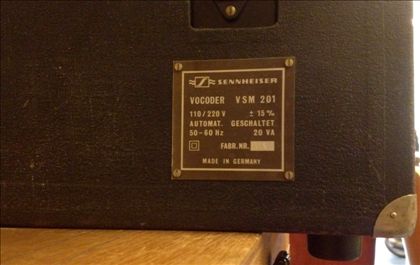 SENNHEISER
VOCODER VSM 201
110/220 V ± 15 %
AUTOMAT. GESCHALTET
50-60 Hz 20 VA
FABR. NR.
MADE IN GERMANY